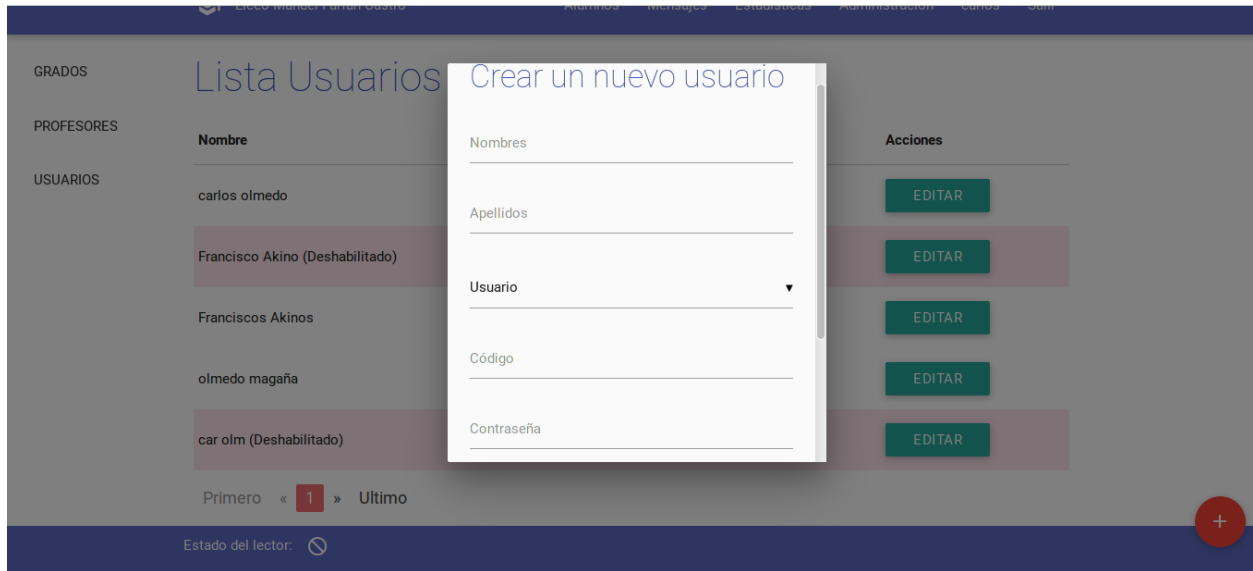 GRADOS
PROFESORES
USUARIOS
Lista Usuarios
Nombre
Acciones
carlos olmedo
EDITAR
Francisco Akino (Deshabilitado)
EDITAR
Franciscos Akinos
EDITAR
olmedo magaña
EDITAR
car olm (Deshabilitado)
EDITAR
Primero « 1 » Ultimo
Crear un nuevo usuario
Nombres
Apellidos
Usuario
Código
Contraseña
+
Estado del lector: